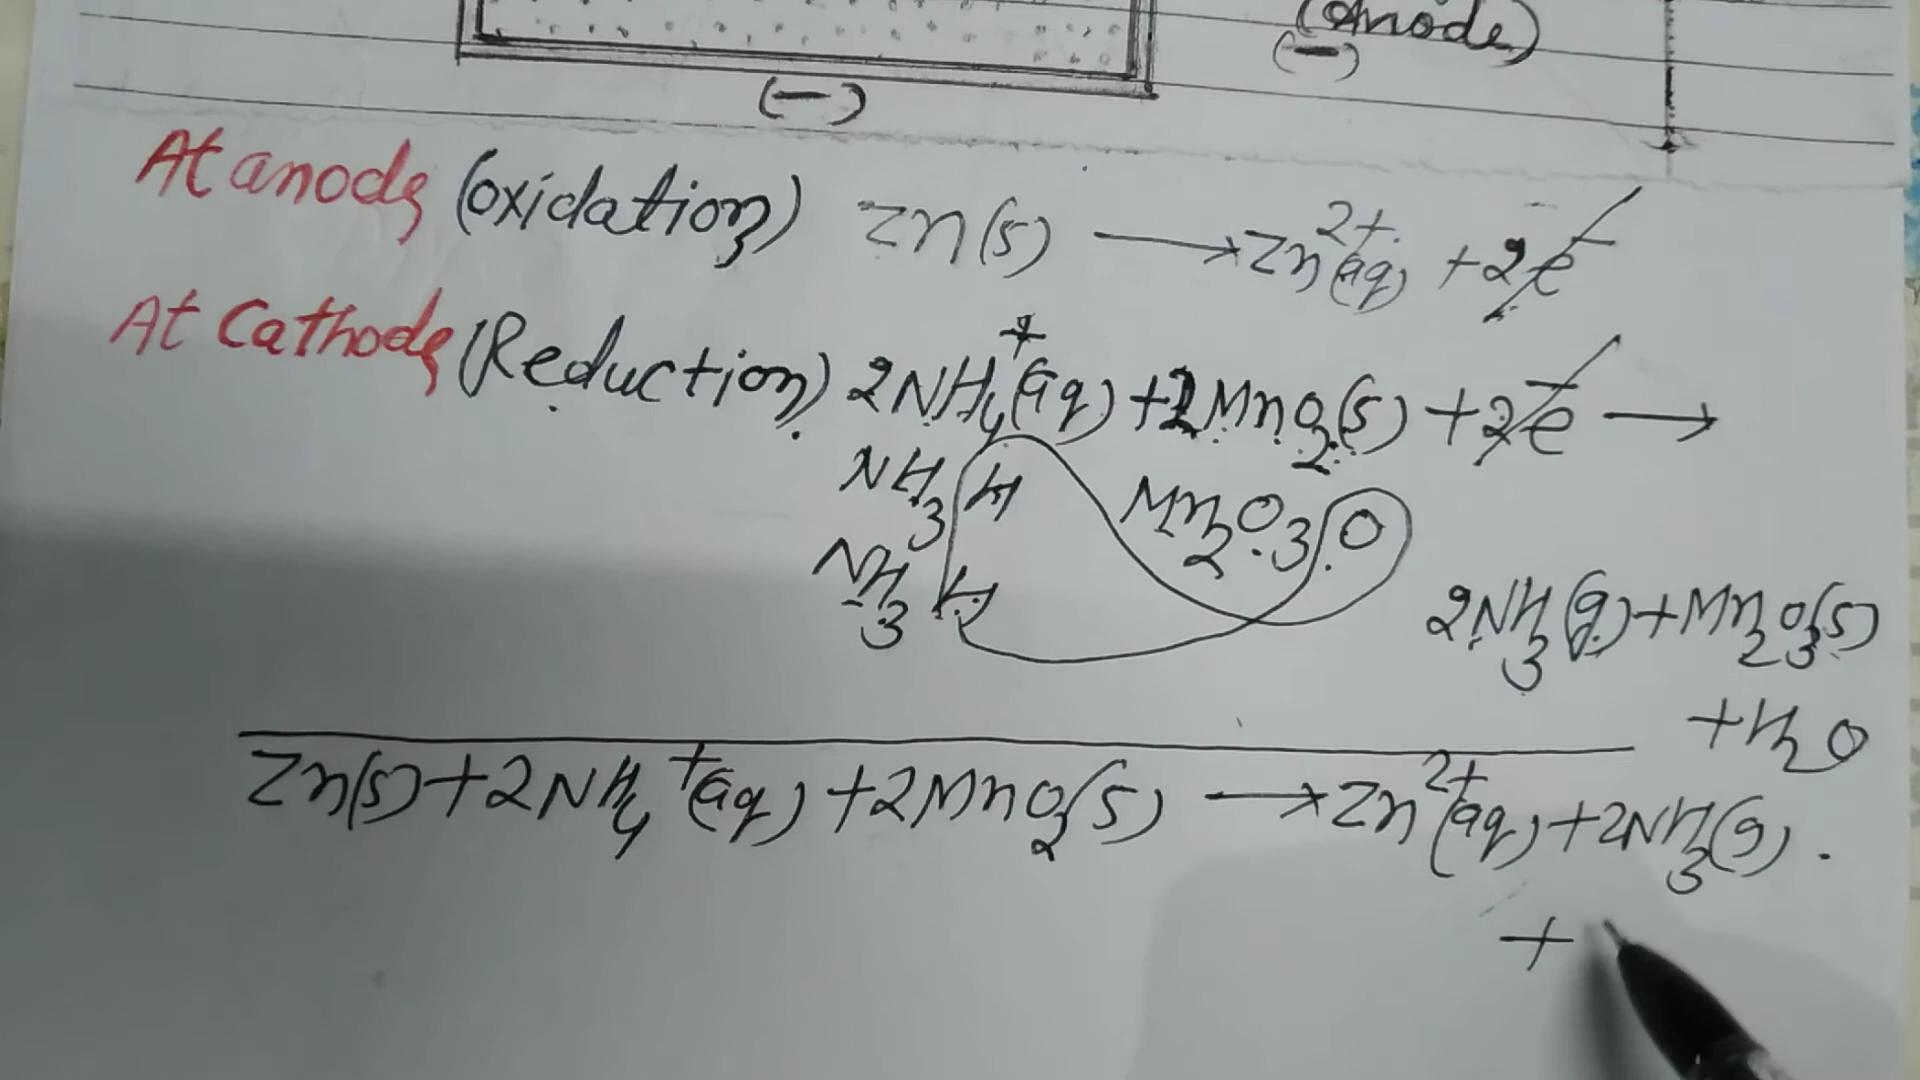 (Anode)
(-)
(-)
At anode (oxidation) Zn(s) ⟶ Zn²⁺(aq) + 2e⁻
At Cathode (Reduction) 2NH₄⁺(aq) + 2MnO₂(s) + 2e⁻ ⟶
NH₃ H Mn₂O₃ O
NH₃ H
2NH₃(g) + Mn₂O₃(s)
+ H₂O
Zn(s) + 2NH₄⁺(aq) + 2MnO₂(s) ⟶ Zn²⁺(aq) + 2NH₃(g)
+